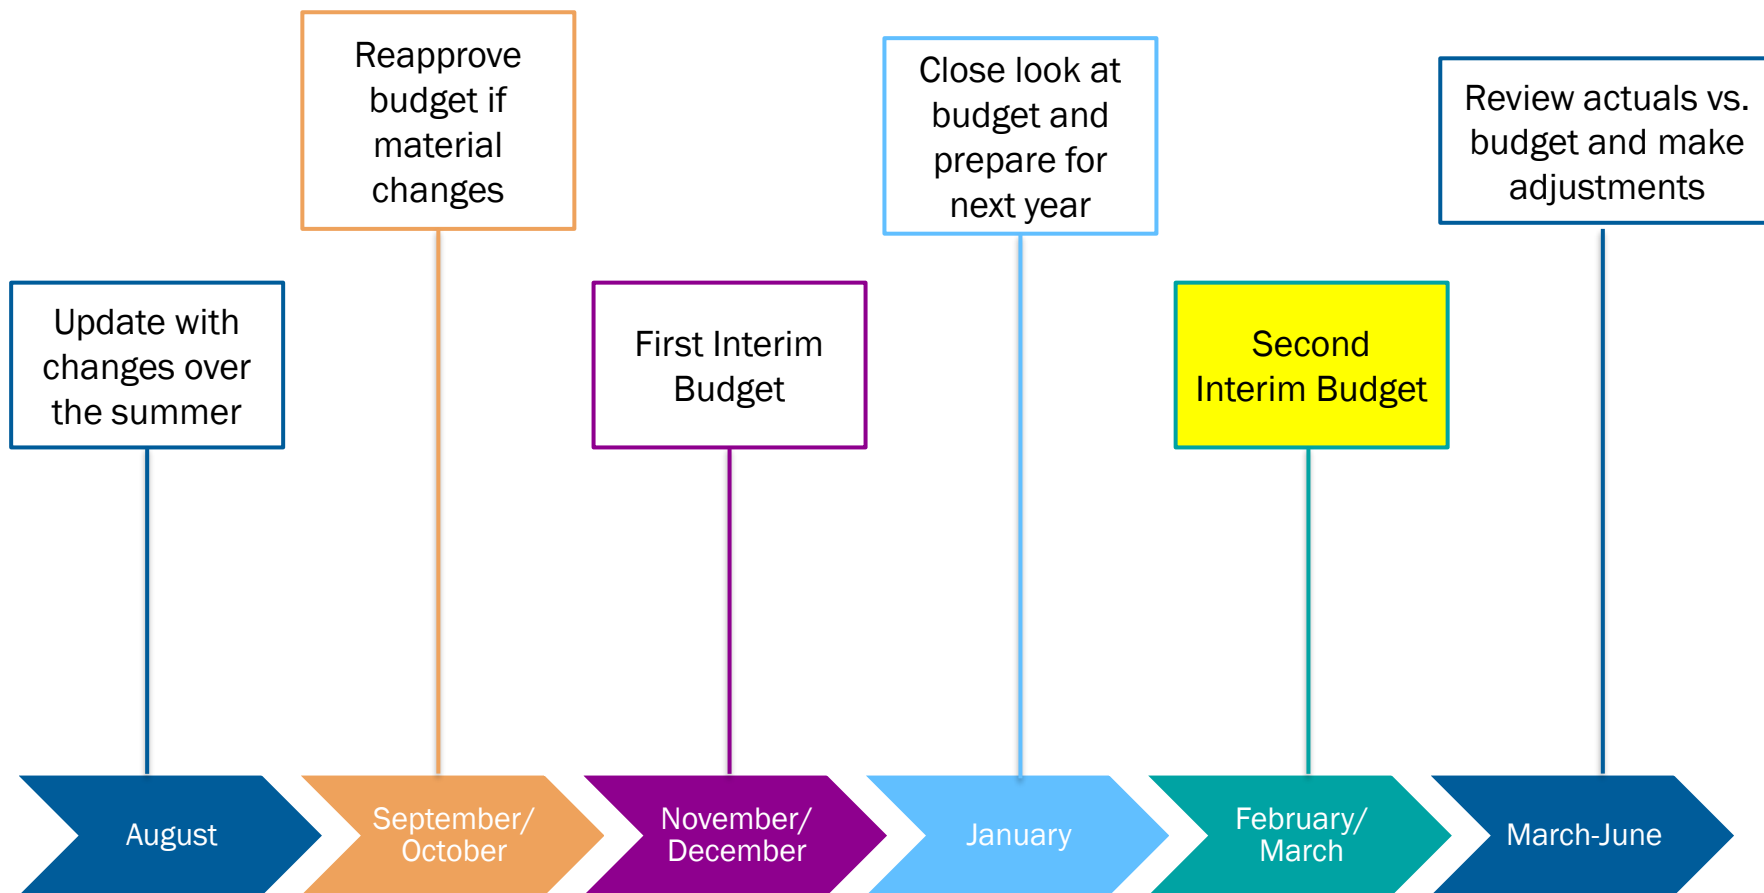 Update with
changes over
the summer
Reapprove
budget if
material
changes
First Interim
Budget
Close look at
budget and
prepare for
next year
Second
Interim Budget
Review actuals vs.
budget and make
adjustments
August
September/
October
November/
December
January
February/
March
March-June